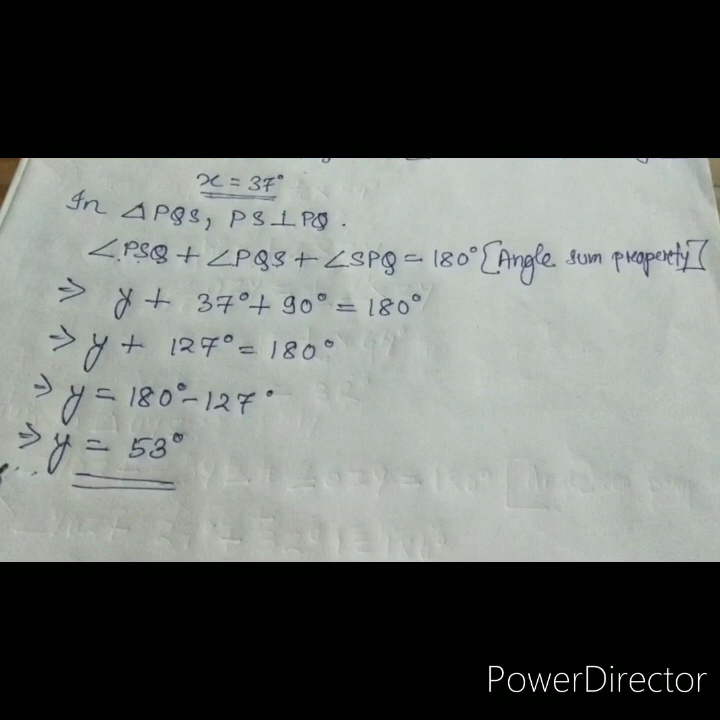 x = 37°
In △PQS, PS⊥PQ.
∠PSQ + ∠PQS + ∠SPQ = 180° [Angle sum property]
⇒ y + 37° + 90° = 180°
⇒ y + 127° = 180°
⇒ y = 180° - 127°
⇒ y = 53°
PowerDirector